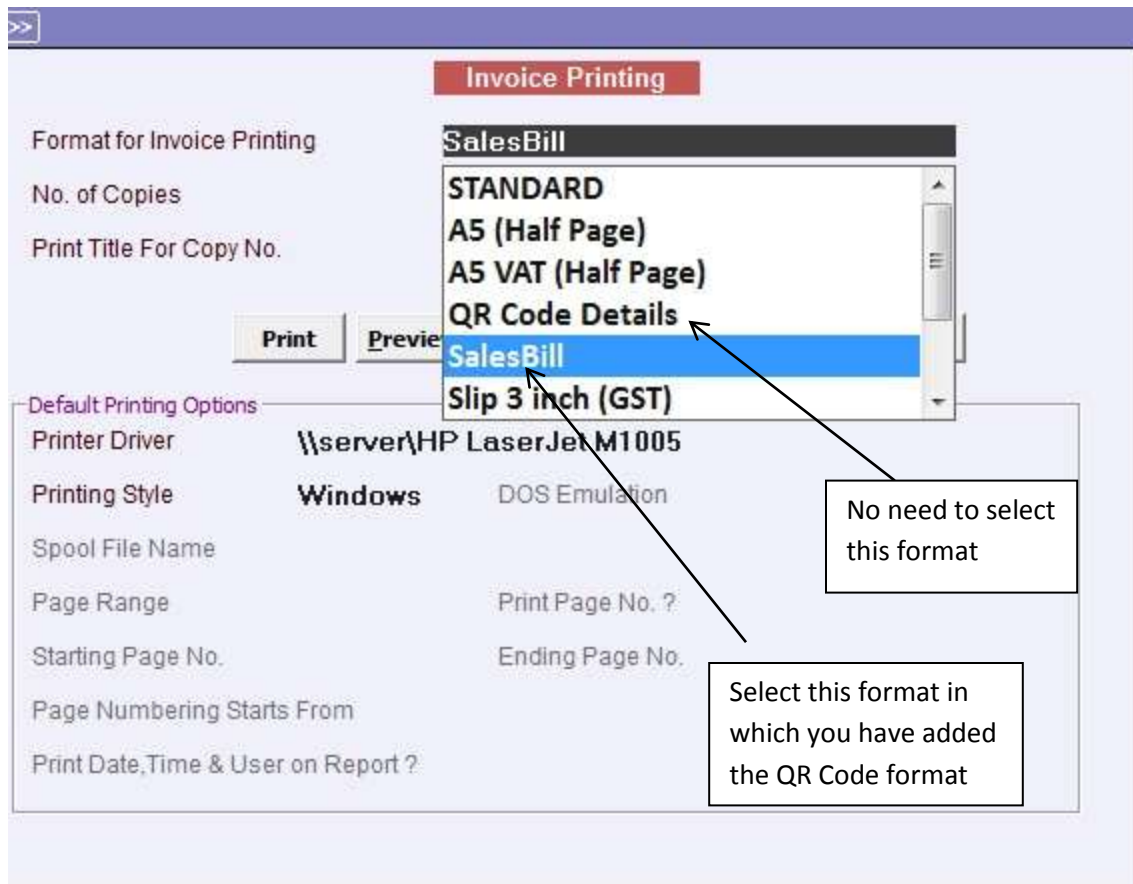 >>
Invoice Printing
Format for Invoice Printing
SalesBill
No. of Copies
STANDARD
A5 (Half Page)
Print Title For Copy No.
A5 VAT (Half Page)
QR Code Details
Print
Previe
SalesBill
Slip 3 inch (GST)
Default Printing Options
Printer Driver
\\server\HP LaserJet M1005
Printing Style
Windows
DOS Emulation
No need to select
this format
Spool File Name
Page Range
Print Page No. ?
Starting Page No.
Ending Page No.
Select this format in
which you have added
the QR Code format
Page Numbering Starts From
Print Date,Time & User on Report ?